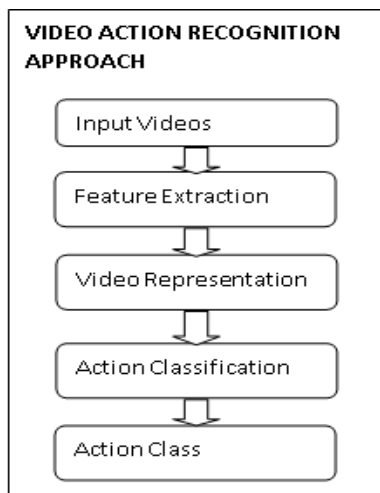 VIDEO ACTION RECOGNITION
APPROACH
Input Videos
Feature Extraction
Video Representation
Action Classification
Action Class